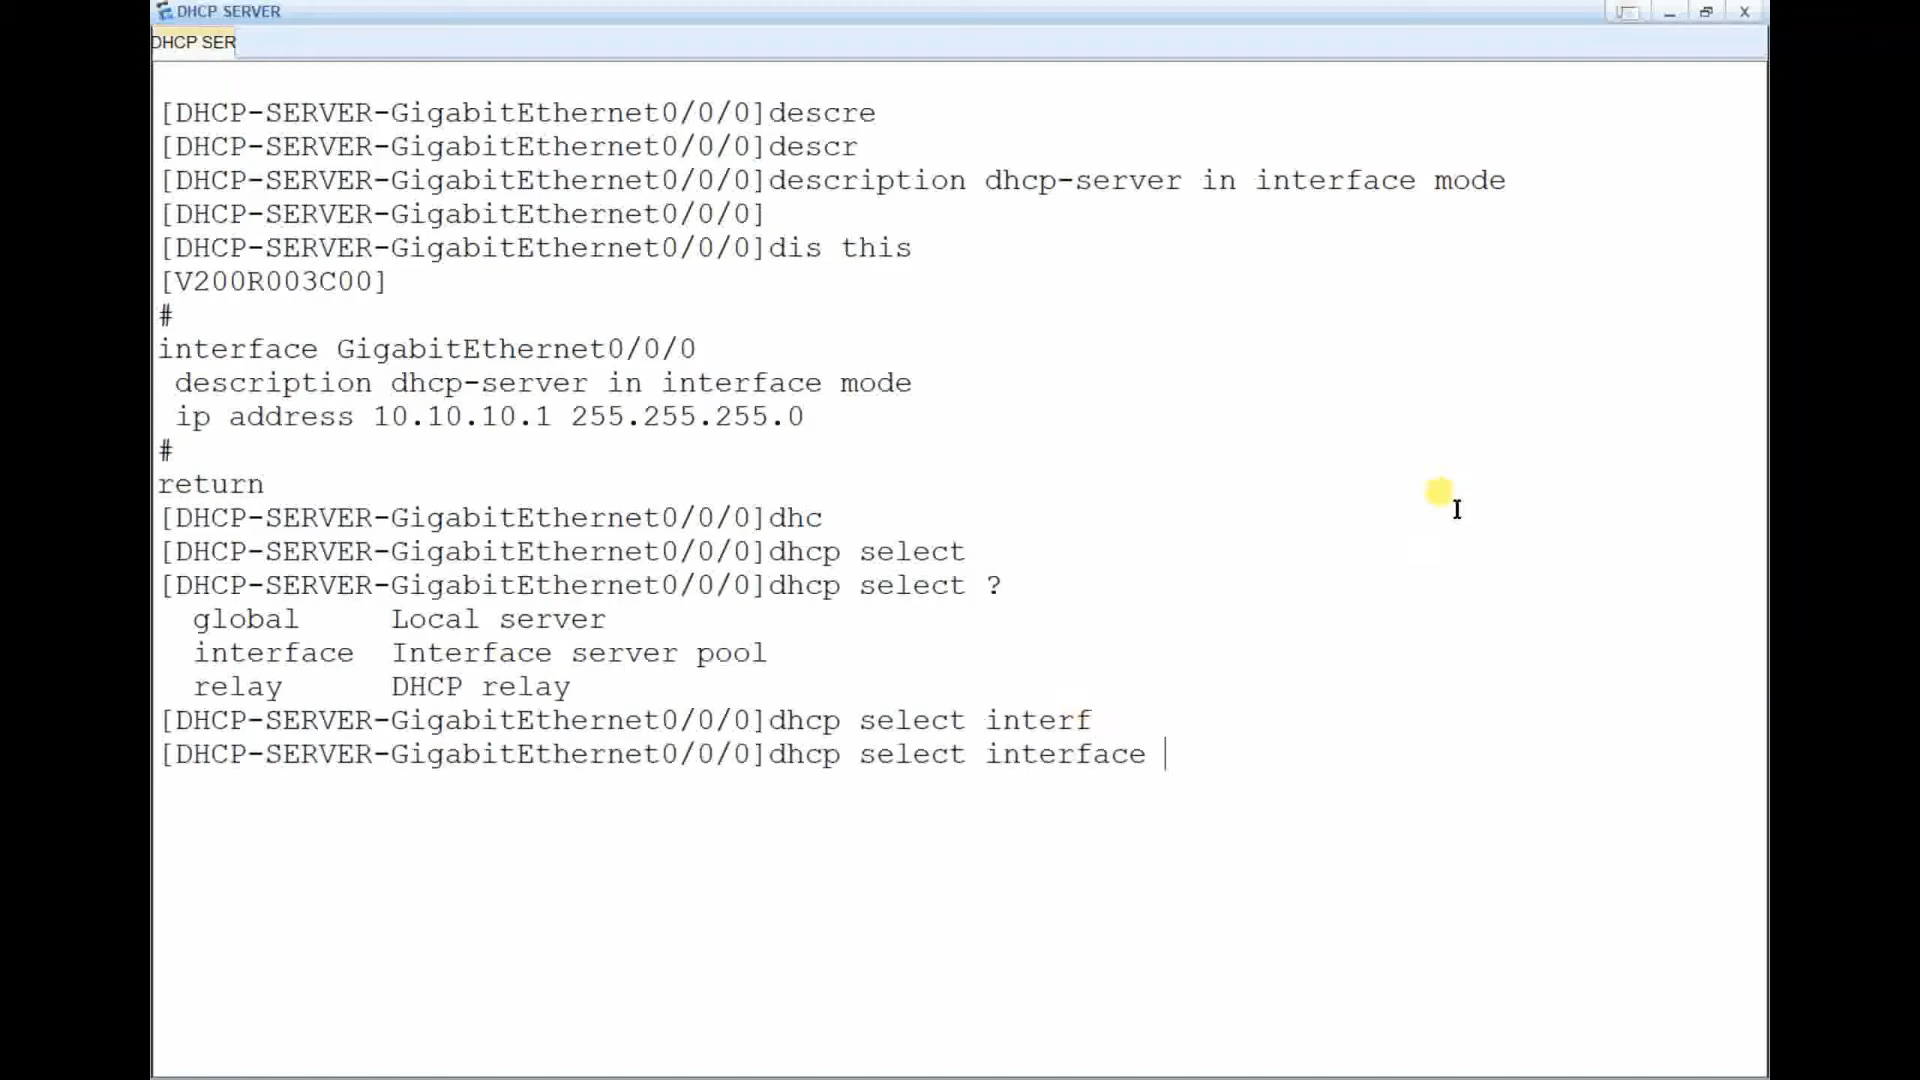 DHCP SERVER
DHCP SER
[DHCP-SERVER-GigabitEthernet0/0/0]descre
[DHCP-SERVER-GigabitEthernet0/0/0]descr
[DHCP-SERVER-GigabitEthernet0/0/0]description dhcp-server in interface mode
[DHCP-SERVER-GigabitEthernet0/0/0]
[DHCP-SERVER-GigabitEthernet0/0/0]dis this
[V200R003C00]
#
interface GigabitEthernet0/0/0
 description dhcp-server in interface mode
 ip address 10.10.10.1 255.255.255.0
#
return
[DHCP-SERVER-GigabitEthernet0/0/0]dhc
[DHCP-SERVER-GigabitEthernet0/0/0]dhcp select
[DHCP-SERVER-GigabitEthernet0/0/0]dhcp select ?
  global     Local server
  interface  Interface server pool
  relay      DHCP relay
[DHCP-SERVER-GigabitEthernet0/0/0]dhcp select interf
[DHCP-SERVER-GigabitEthernet0/0/0]dhcp select interface